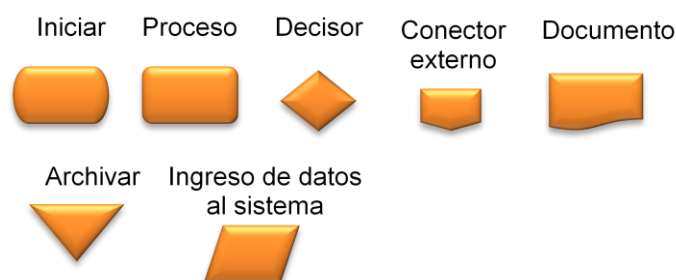 Iniciar
Proceso
Decisor
Conector
externo
Documento
Archivar
Ingreso de datos
al sistema